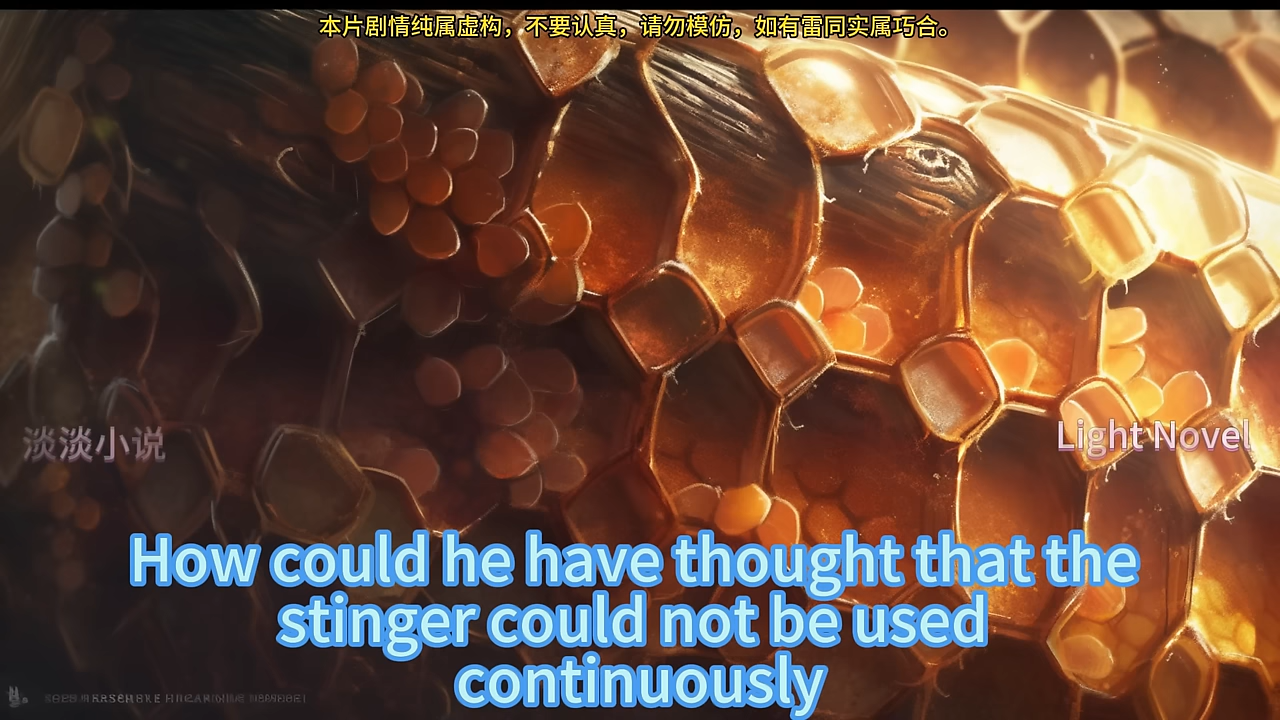 本片剧情纯属虚构，不要认真，请勿模仿，如有雷同实属巧合。
淡淡小说
Light Novel
How could he have thought that the
stinger could not be used
continuously